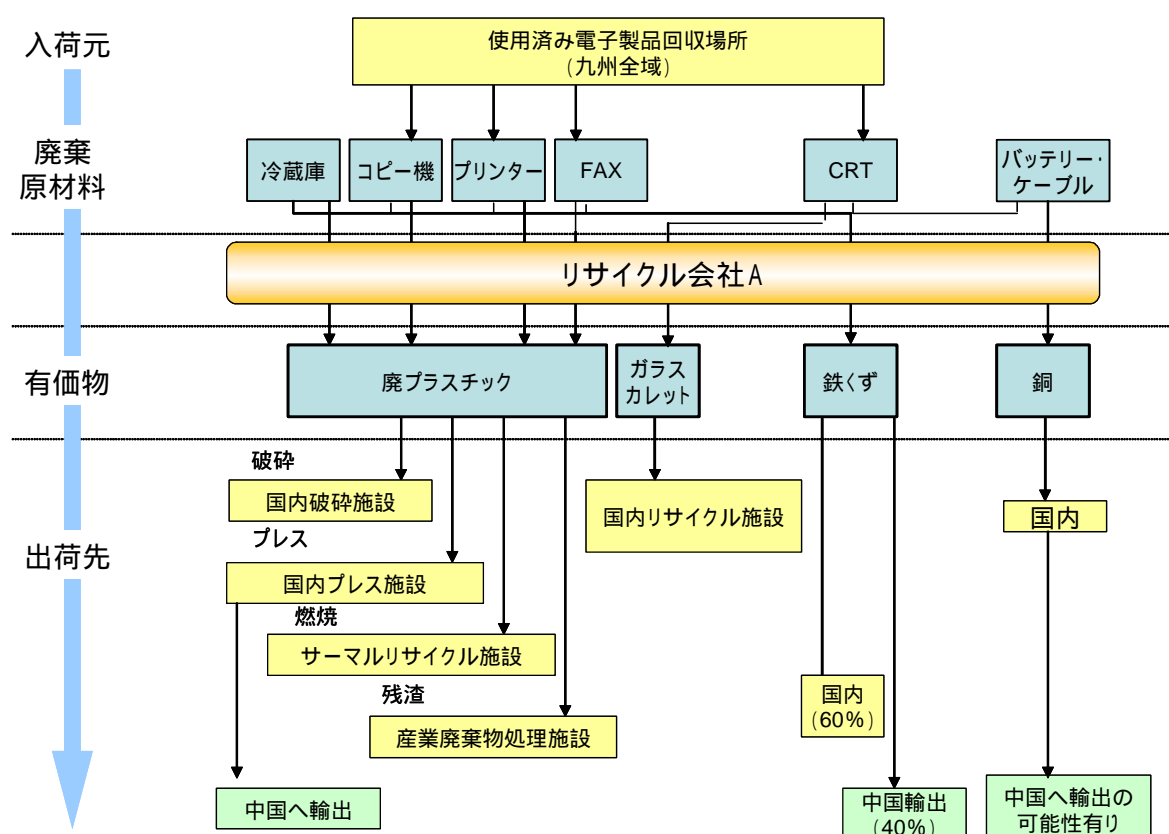 入荷元
使用済み電子製品回収場所
(九州全域)
廃棄
原材料
冷蔵庫
コピー機
プリンター
FAX
CRT
バッテリー・
ケーブル
リサイクル会社A
有価物
廃プラスチック
ガラス
カレット
鉄くず
銅
出荷先
破砕
国内破砕施設
プレス
国内プレス施設
燃焼
サーマルリサイクル施設
残渣
産業廃棄物処理施設
中国へ輸出
国内リサイクル施設
国内
(60%)
中国輸出
(40%)
国内
中国へ輸出の
可能性有り